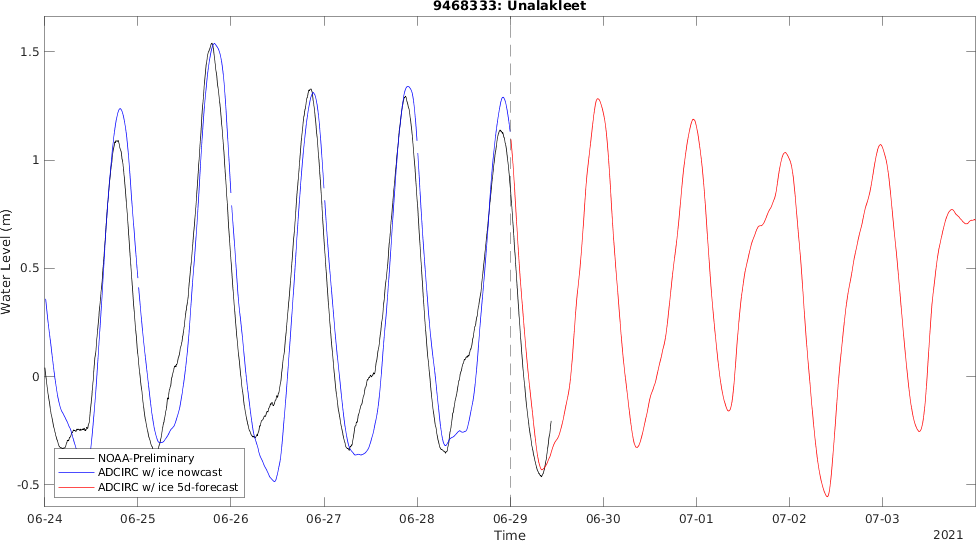 9468333: Unalakleet
1.5
1
0.5
0
-0.5
Water Level (m)
NOAA-Preliminary
ADCIRC w/ ice nowcast
ADCIRC w/ ice 5d-forecast
06-24 06-25 06-26 06-27 06-28 06-29 06-30 07-01 07-02 07-03
Time
2021